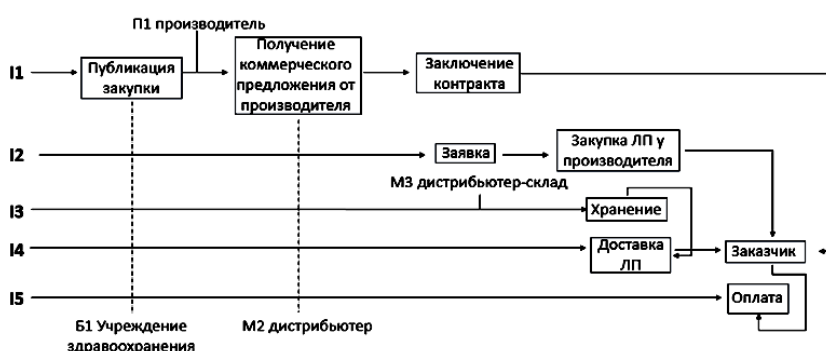 П1 производитель
I1
Публикация
закупки
Получение
коммерческого
предложения от
производителя
Заключение
контракта
I2
Заявка
Закупка ЛП у
производителя
М3 дистрибьютер-склад
I3
Хранение
I4
Доставка
ЛП
Заказчик
I5
Оплата
Б1 Учреждение
здравоохранения
М2 дистрибьютер